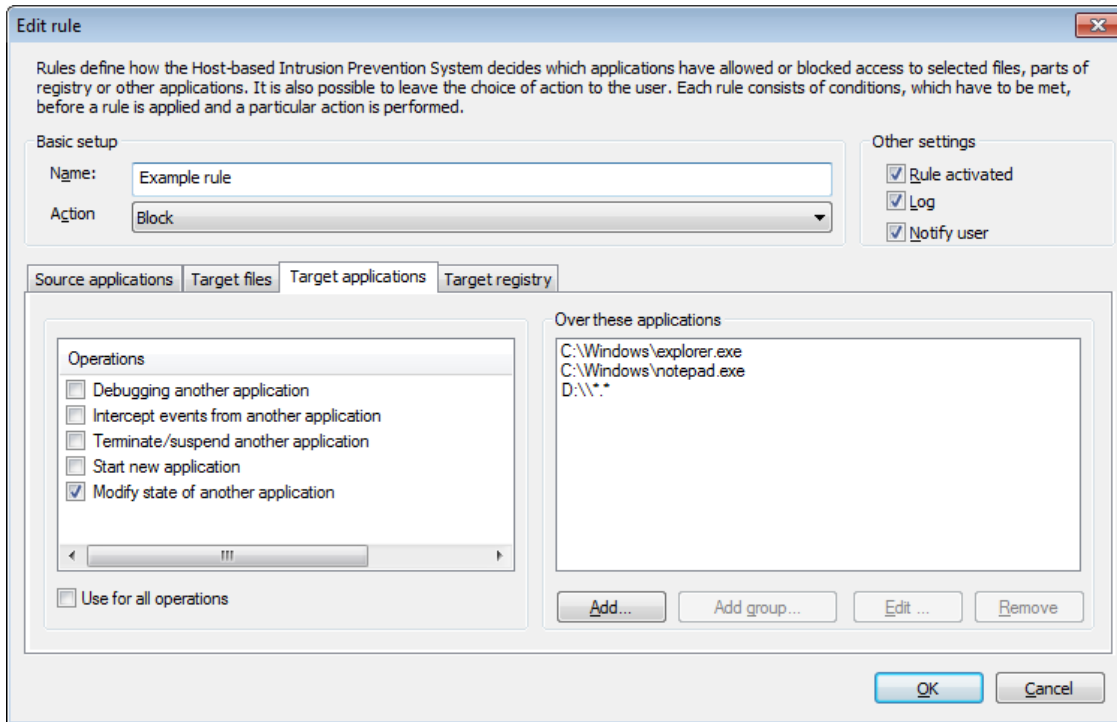 Edit rule
Rules define how the Host-based Intrusion Prevention System decides which applications have allowed or blocked access to selected files, parts of
registry or other applications. It is also possible to leave the choice of action to the user. Each rule consists of conditions, which have to be met,
before a rule is applied and a particular action is performed.
Basic setup
Name:
Example rule
Action
Block
Other settings
Rule activated
Log
Notify user
Source applications
Target files
Target applications
Target registry
Operations
Debugging another application
Intercept events from another application
Terminate/suspend another application
Start new application
Modify state of another application
Use for all operations
Over these applications
C:\Windows\explorer.exe
C:\Windows\notepad.exe
D:\\*.*
Add...
Add group...
Edit ...
Remove
OK
Cancel